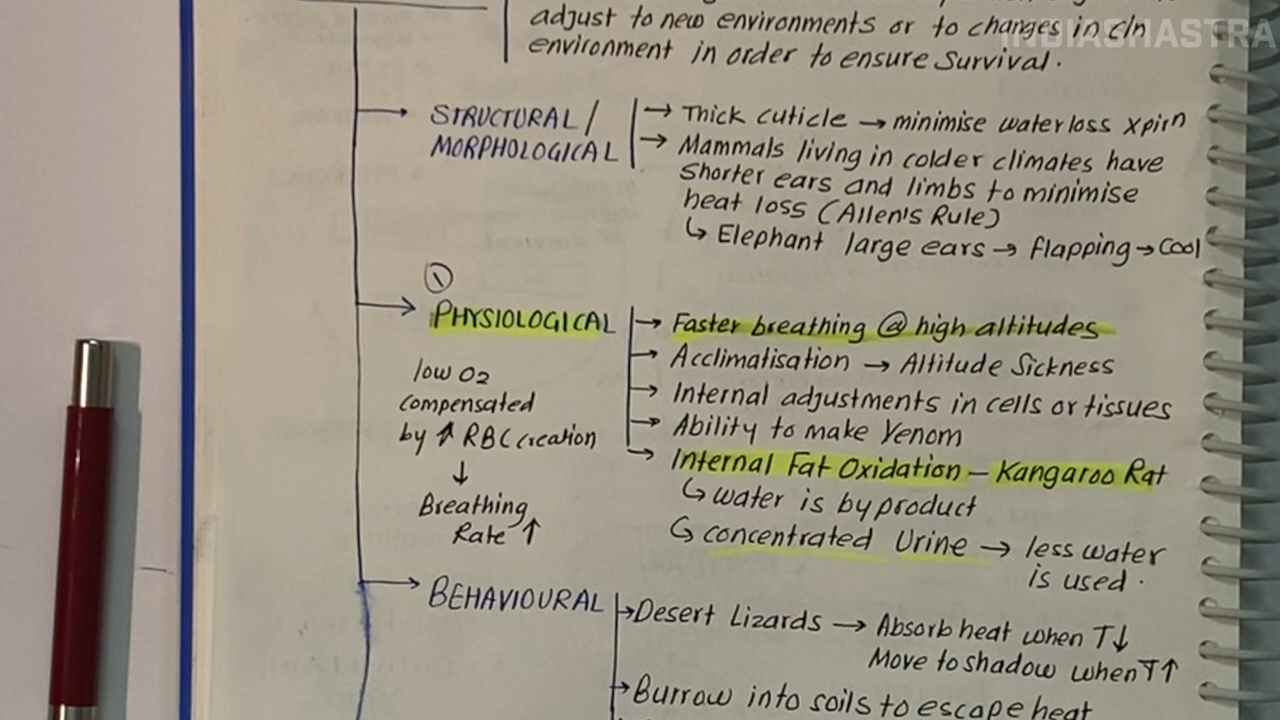 adjust to new environments or to changes in c/n
environment in order to ensure survival.
INDIASHASTRA
STRUCTURAL /
MORPHOLOGICAL
→ Thick cuticle → minimise waterloss xpirn
→ Mammals living in colder climates have
shorter ears and limbs to minimise
heat loss (Allen's Rule)
↳ Elephant large ears → flapping → Cool
①
PHYSIOLOGICAL
→ Faster breathing @ high altitudes
→ Acclimatisation → Altitude Sickness
→ Internal adjustments in cells or tissues
→ Ability to make Venom
→ Internal Fat Oxidation – Kangaroo Rat
↳ water is by product
↳ concentrated Urine → less water
is used.
low O2
compensated
by ↑ RBC creation
↓
Breathing
Rate ↑
BEHAVIOURAL
→ Desert Lizards → Absorb heat when T↓
Move to shadow when T↑
→ Burrow into soils to escape heat